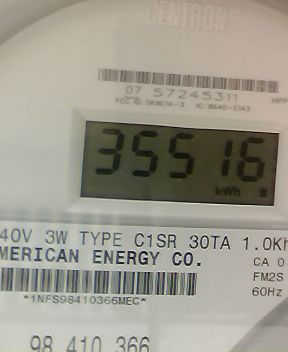 CENTRON®
07 57245311
35516
kWh
40V 3W TYPE C1SR 30TA 1.0Kh
MERICAN ENERGY CO.
CA 0
FM2S
60Hz
*1NFS98410366MEC*
98 410 366